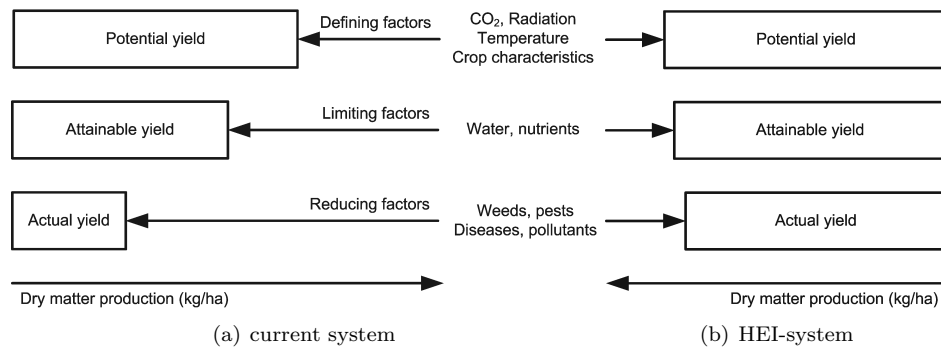 Potential yield
Defining factors
CO₂, Radiation
Temperature
Crop characteristics
Potential yield
Attainable yield
Limiting factors
Water, nutrients
Attainable yield
Actual yield
Reducing factors
Weeds, pests
Diseases, pollutants
Actual yield
Dry matter production (kg/ha)
Dry matter production (kg/ha)
(a) current system
(b) HEI-system